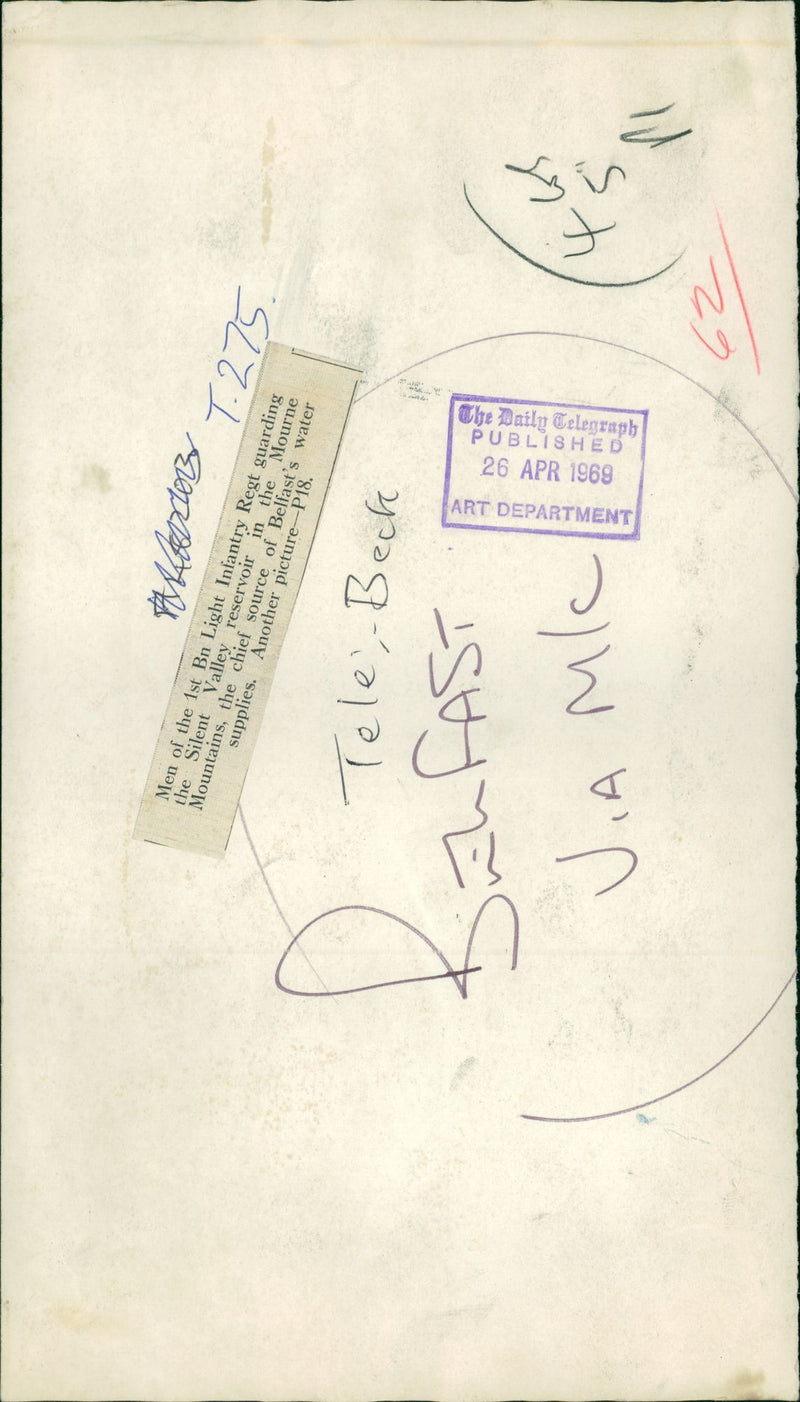 T.275.
Men of the 1st Bn Light Infantry Regt guarding
the Silent Valley reservoir in the Mourne
Mountains, the chief source of Belfast's water
supplies. Another picture—P18.
The Daily Telegraph
PUBLISHED
26 APR 1969
ART DEPARTMENT
Tele:-Beck
BELFAST
62